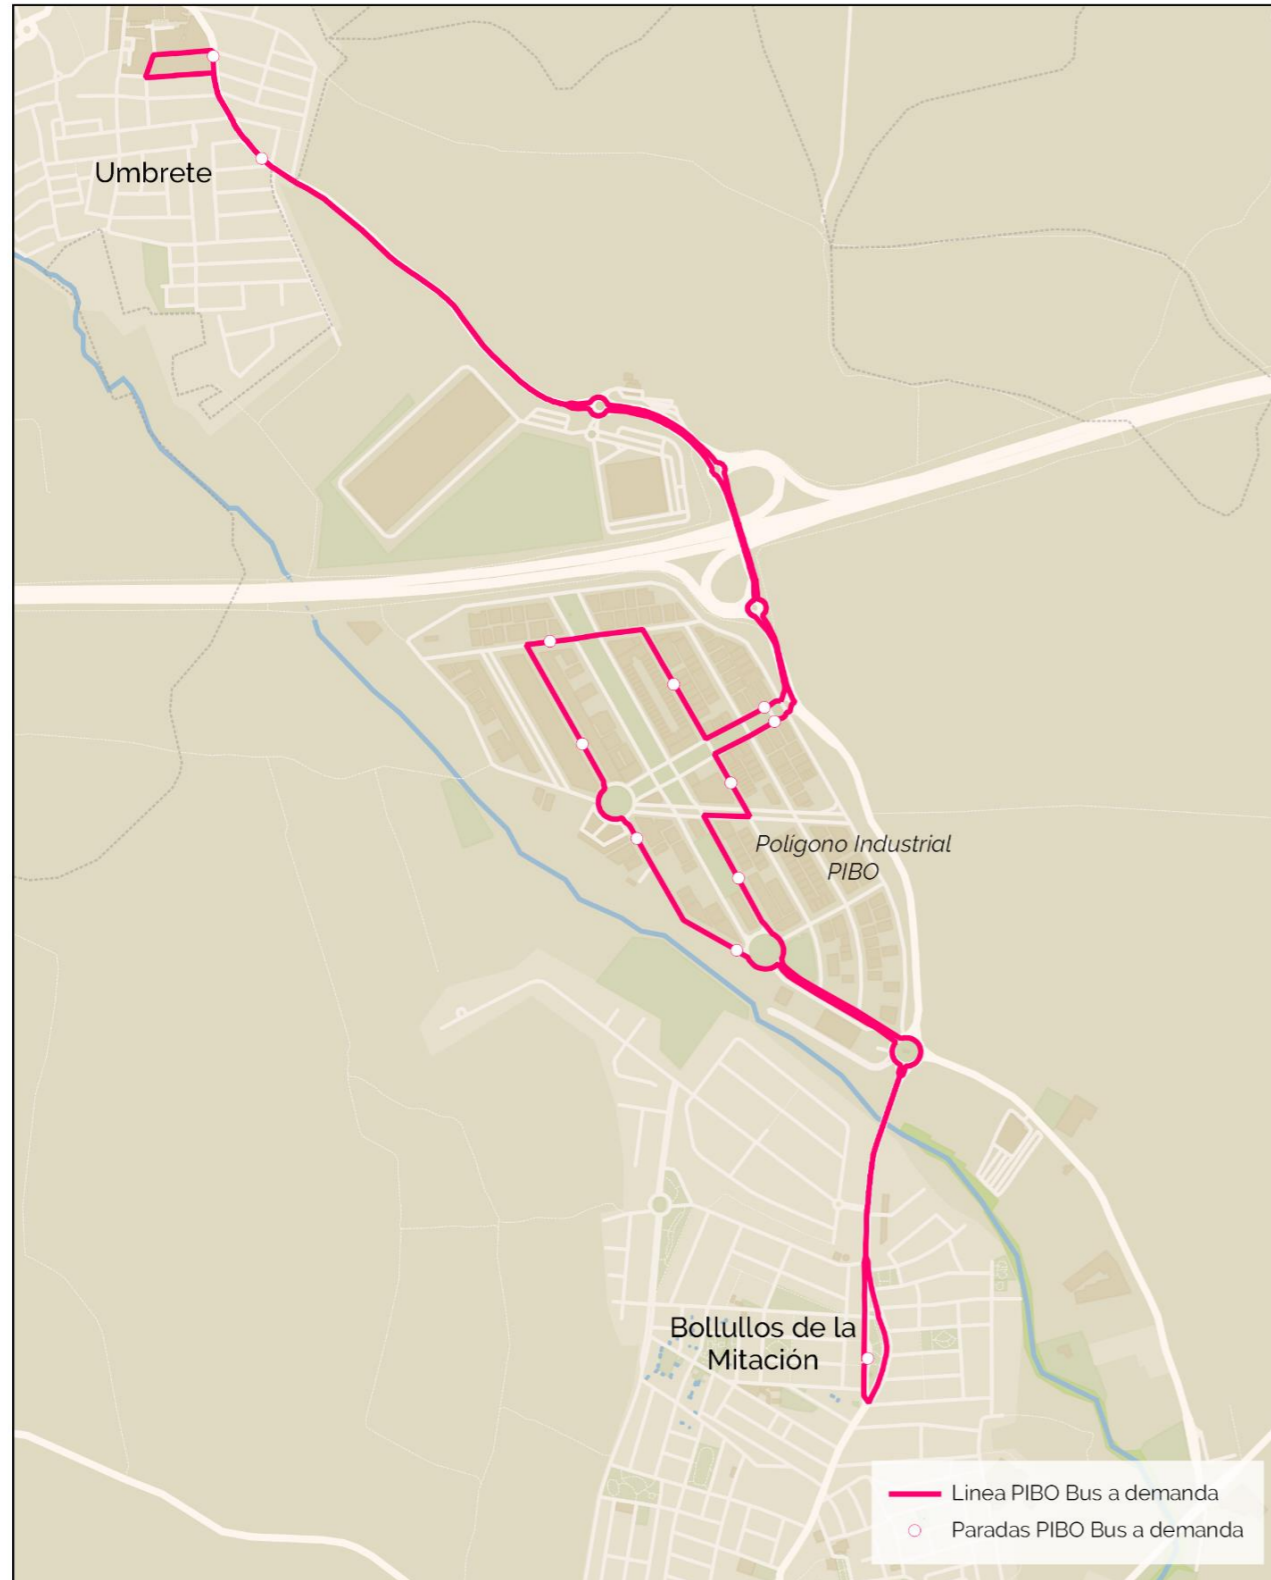 Umbrete
Polígono Industrial
PIBO
Bollullos de la
Mitación
Linea PIBO Bus a demanda
Paradas PIBO Bus a demanda